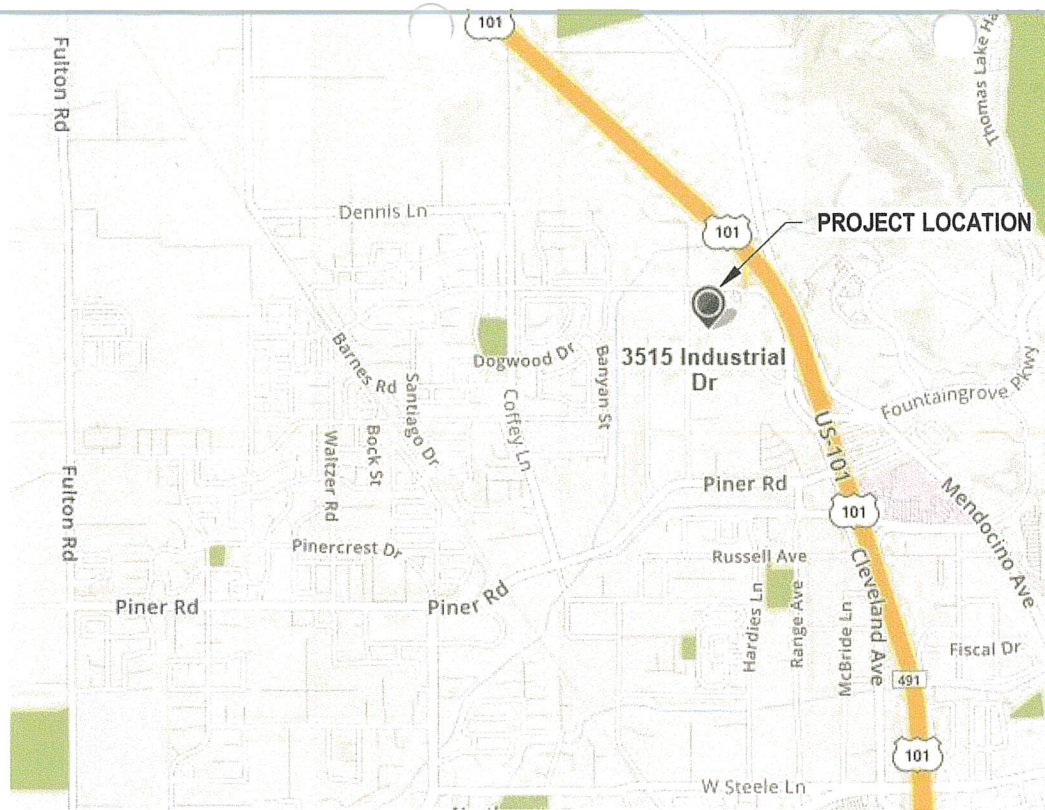 101
Fulton Rd
Thomas Lake Ha
Dennis Ln
101
PROJECT LOCATION
3515 Industrial
Dr
Barnes Rd
Dogwood Dr
Banyan St
Santiago Dr
Coffey Ln
Bock St
Waltzer Rd
Fountaingrove Pkwy
US-101
Piner Rd
101
Mendocino Ave
Fulton Rd
Pinercrest Dr
Russell Ave
Cleveland Ave
Piner Rd
Piner Rd
Hardies Ln
Range Ave
McBride Ln
Fiscal Dr
491
101
W Steele Ln